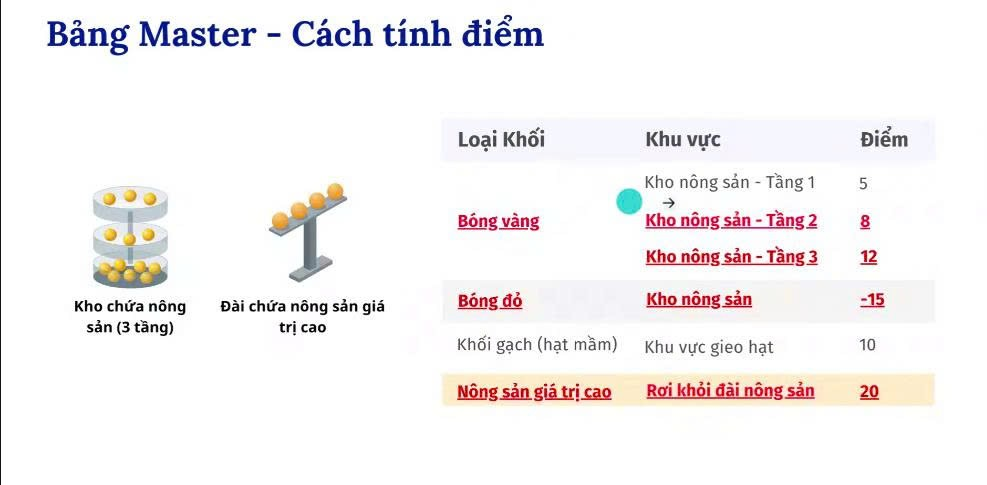 Bảng Master - Cách tính điểm
Loại Khối Khu vực Điểm
Kho nông sản - Tầng 1 5
→
Bóng vàng Kho nông sản - Tầng 2 8
Kho nông sản - Tầng 3 12
Bóng đỏ Kho nông sản -15
Khối gạch (hạt mầm) Khu vực gieo hạt 10
Nông sản giá trị cao Rơi khỏi đài nông sản 20
Kho chứa nông
sản (3 tầng)
Đài chứa nông sản giá
trị cao